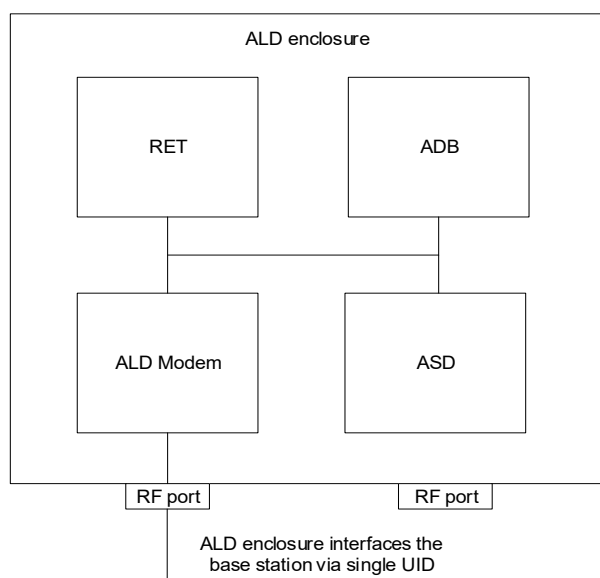 ALD enclosure
RET
ADB
ALD Modem
ASD
RF port
RF port
ALD enclosure interfaces the
base station via single UID